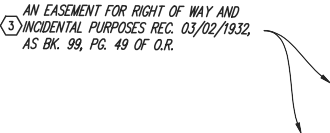 AN EASEMENT FOR RIGHT OF WAY AND
3 INCIDENTAL PURPOSES REC. 03/02/1932,
AS BK. 99, PG. 49 OF O.R.